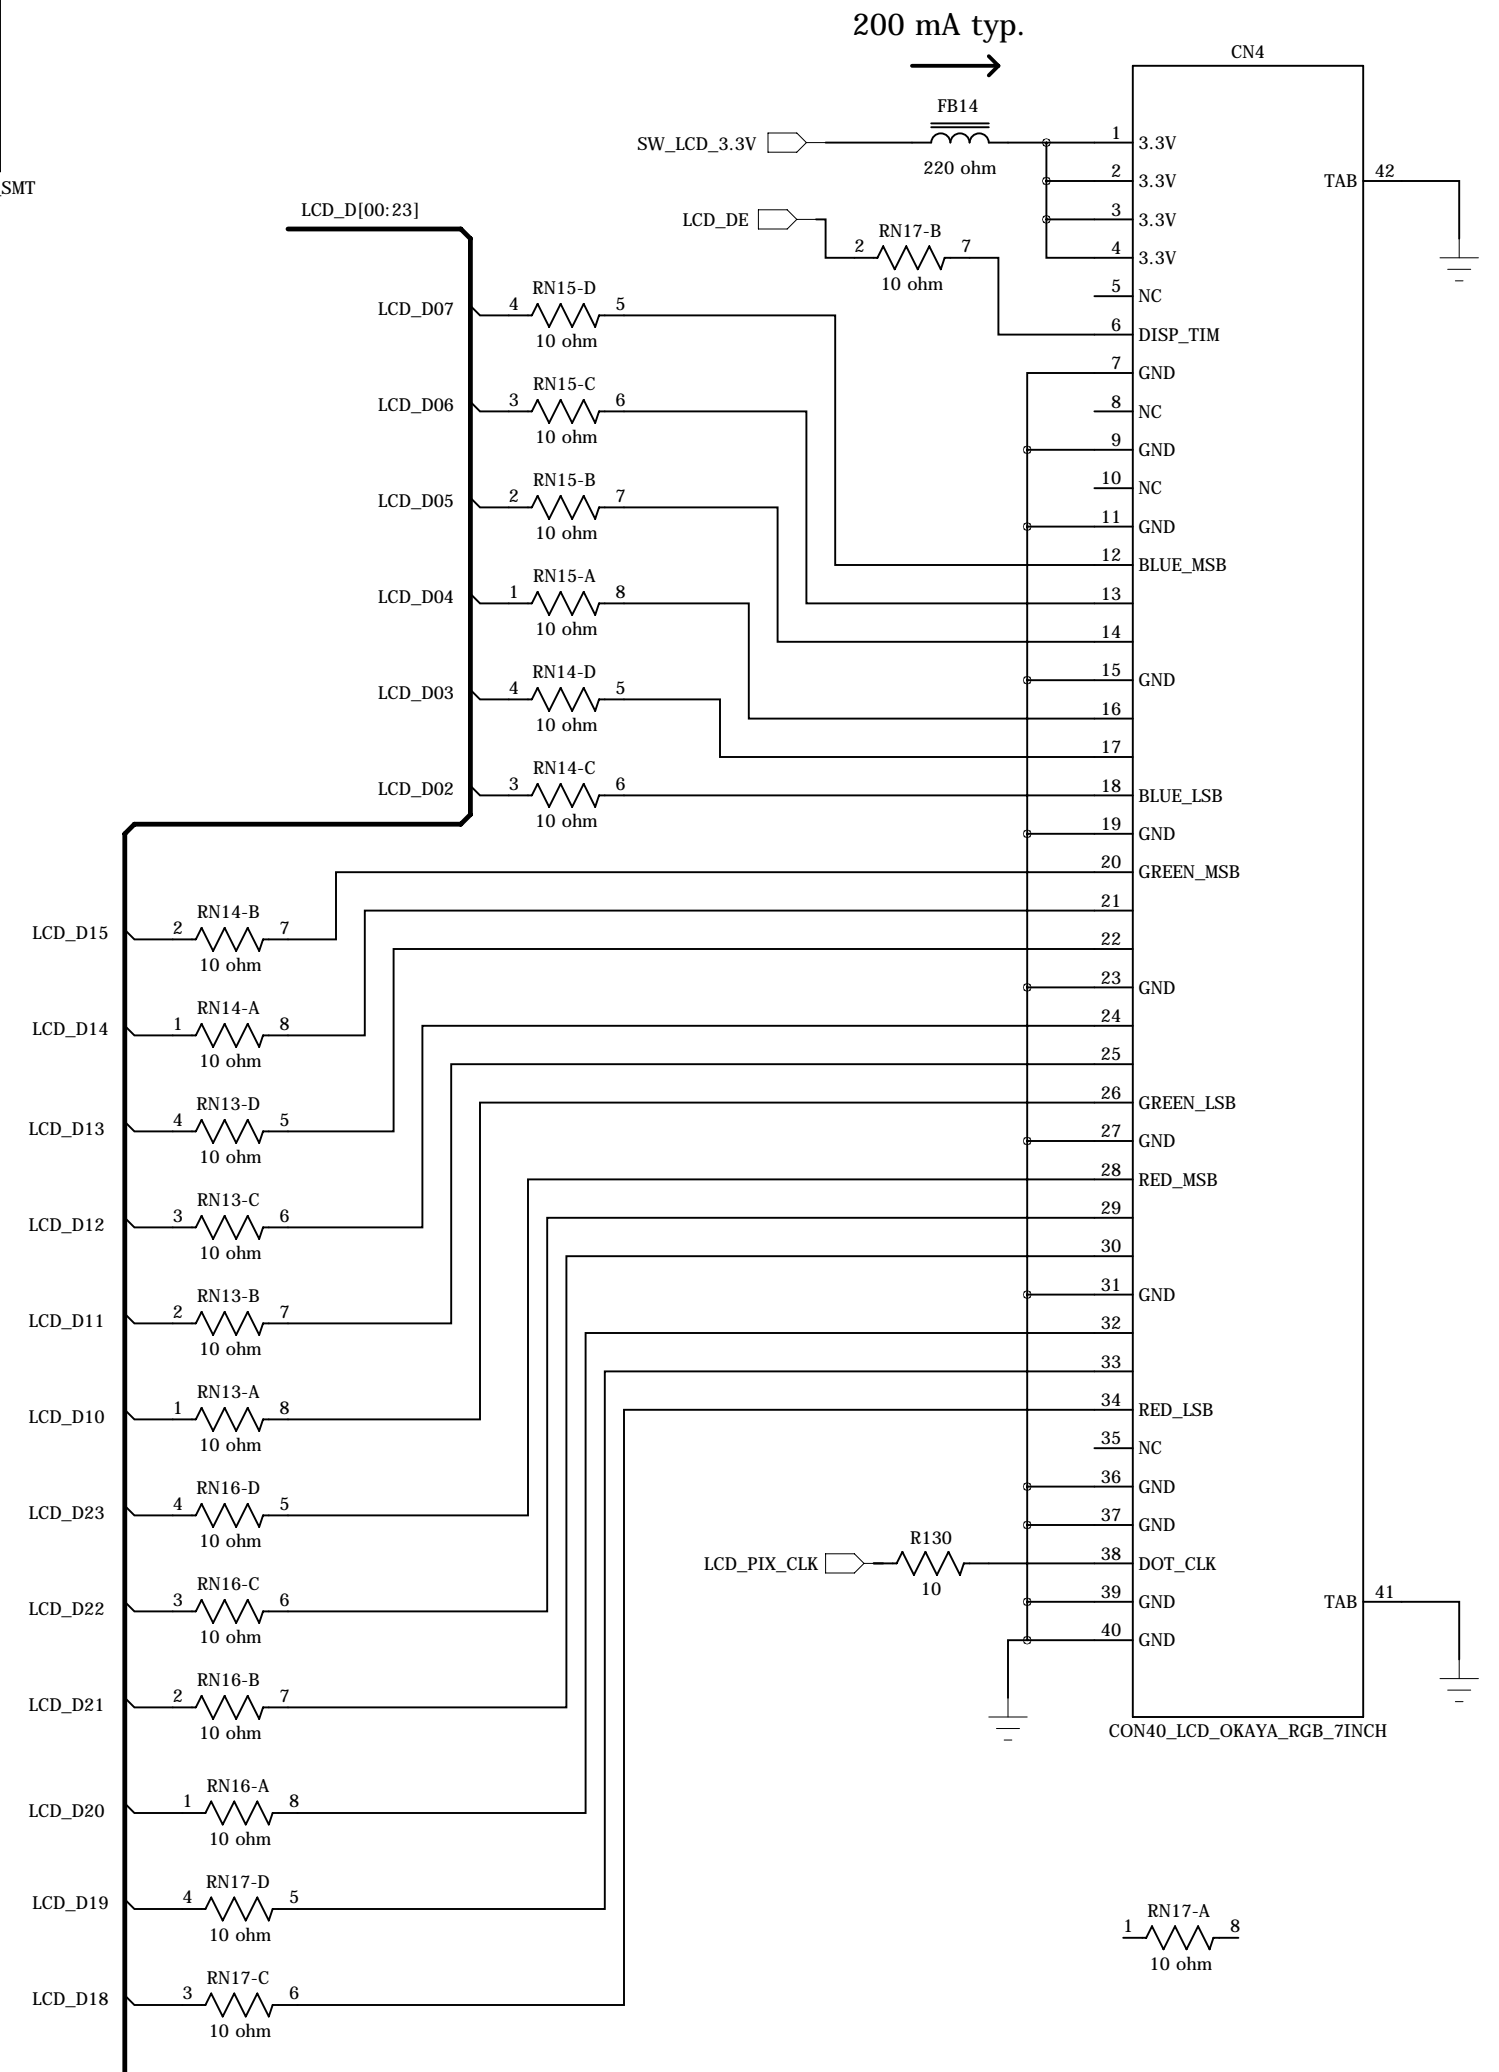 200 mA typ.
CN4
FB14
SW_LCD_3.3V
220 ohm
1 3.3V
2 3.3V
3 3.3V
4 3.3V
5 NC
6 DISP_TIM
7 GND
8 NC
9 GND
10 NC
11 GND
12 BLUE_MSB
13
14
15 GND
16
17
18 BLUE_LSB
19 GND
20 GREEN_MSB
21
22
23 GND
24
25
26 GREEN_LSB
27 GND
28 RED_MSB
29
30
31 GND
32
33
34 RED_LSB
35 NC
36 GND
37 GND
38 DOT_CLK
39 GND
40 GND
TAB 42
TAB 41
CON40_LCD_OKAYA_RGB_7INCH
_SMT
LCD_D[00:23]
LCD_DE
RN17-B
2 7
10 ohm
RN15-D
LCD_D07 4 5
10 ohm
RN15-C
LCD_D06 3 6
10 ohm
RN15-B
LCD_D05 2 7
10 ohm
RN15-A
LCD_D04 1 8
10 ohm
RN14-D
LCD_D03 4 5
10 ohm
RN14-C
LCD_D02 3 6
10 ohm
RN14-B
LCD_D15 2 7
10 ohm
RN14-A
LCD_D14 1 8
10 ohm
RN13-D
LCD_D13 4 5
10 ohm
RN13-C
LCD_D12 3 6
10 ohm
RN13-B
LCD_D11 2 7
10 ohm
RN13-A
LCD_D10 1 8
10 ohm
RN16-D
LCD_D23 4 5
10 ohm
RN16-C
LCD_D22 3 6
10 ohm
RN16-B
LCD_D21 2 7
10 ohm
RN16-A
LCD_D20 1 8
10 ohm
RN17-D
LCD_D19 4 5
10 ohm
RN17-C
LCD_D18 3 6
10 ohm
R130
LCD_PIX_CLK
10
RN17-A
1 8
10 ohm